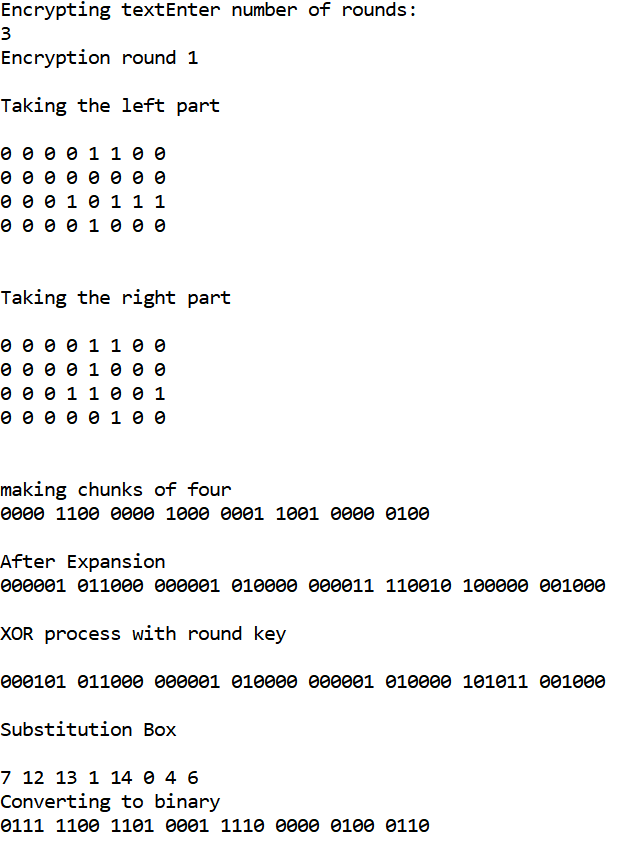 Encrypting textEnter number of rounds:
3
Encryption round 1
Taking the left part
0 0 0 0 1 1 0 0
0 0 0 0 0 0 0 0
0 0 0 1 0 1 1 1
0 0 0 0 1 0 0 0
Taking the right part
0 0 0 0 1 1 0 0
0 0 0 0 1 0 0 0
0 0 0 1 1 0 0 1
0 0 0 0 0 1 0 0
making chunks of four
0000 1100 0000 1000 0001 1001 0000 0100
After Expansion
000001 011000 000001 010000 000011 110010 100000 001000
XOR process with round key
000101 011000 000001 010000 000001 010000 101011 001000
Substitution Box
7 12 13 1 14 0 4 6
Converting to binary
0111 1100 1101 0001 1110 0000 0100 0110